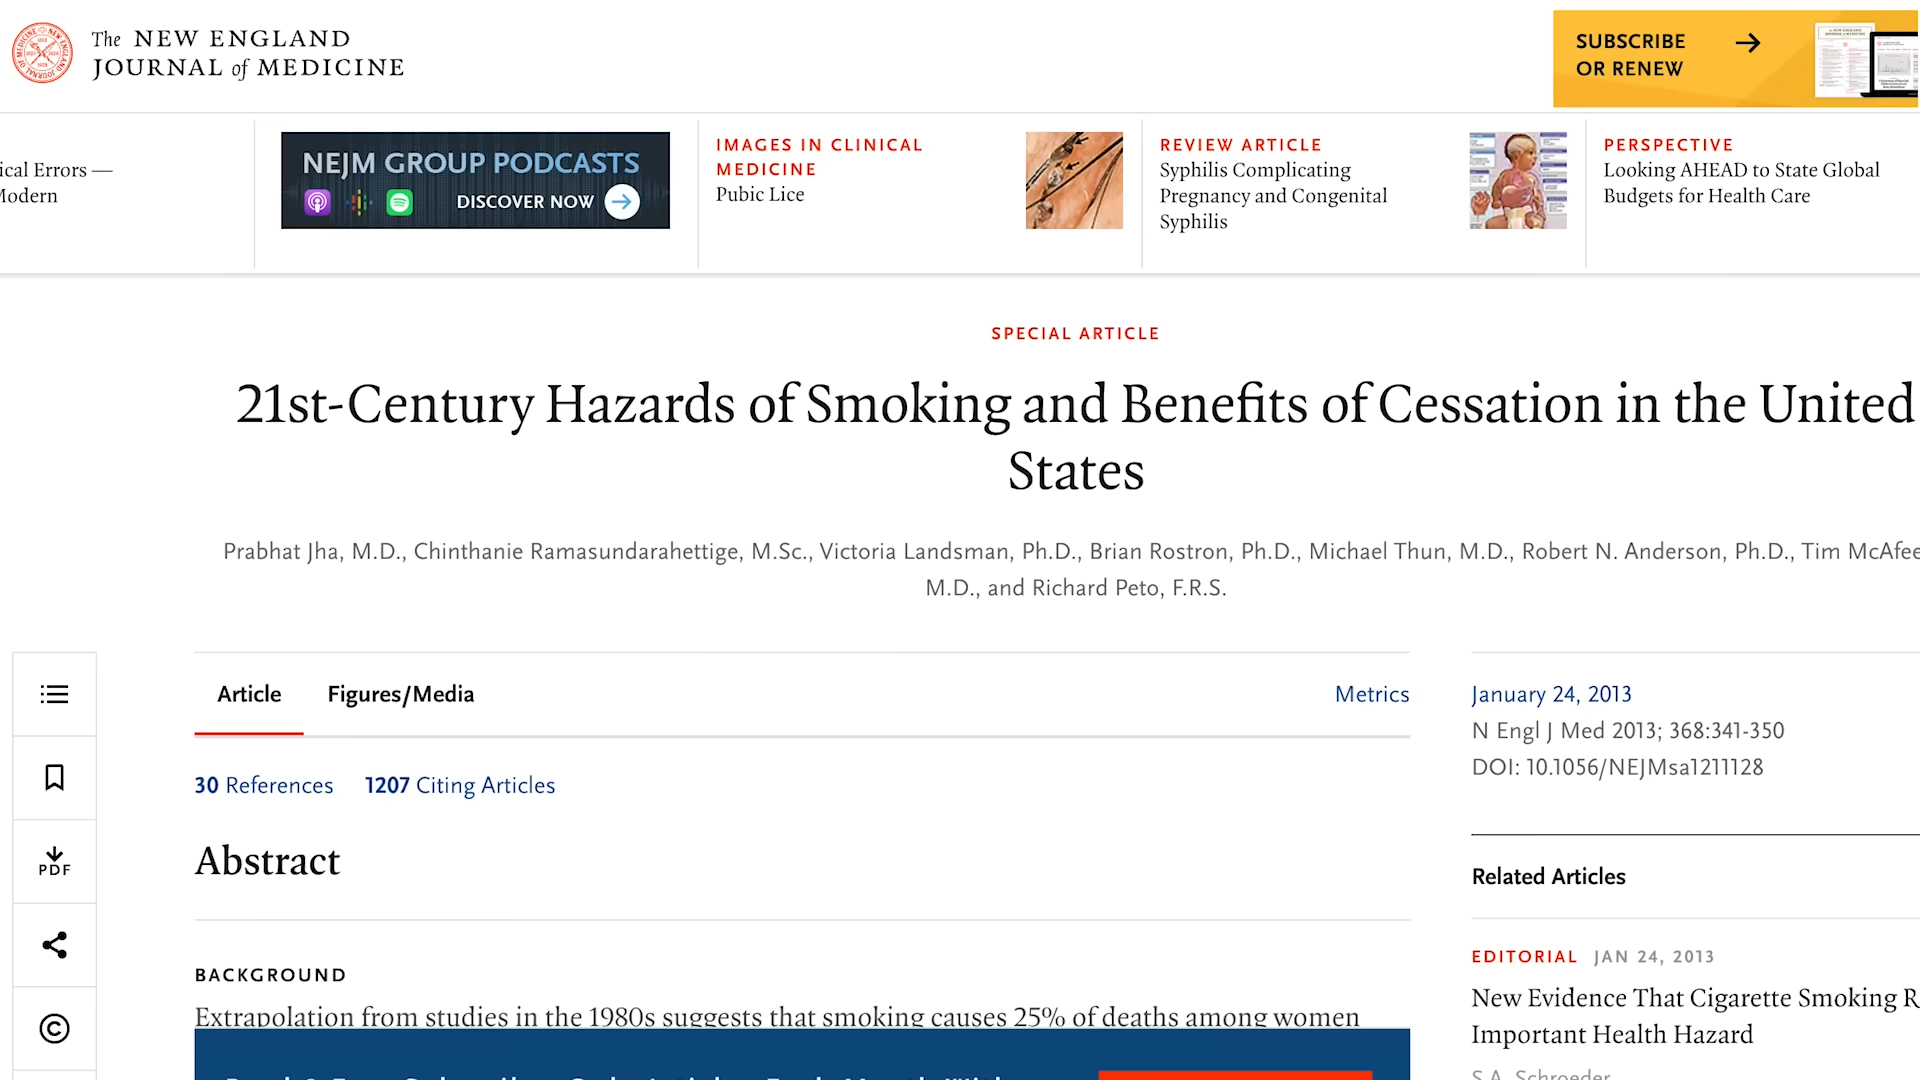 The NEW ENGLAND
JOURNAL of MEDICINE
SUBSCRIBE
OR RENEW
ical Errors —
Modern
NEJM GROUP PODCASTS
DISCOVER NOW
IMAGES IN CLINICAL
MEDICINE
Pubic Lice
REVIEW ARTICLE
Syphilis Complicating
Pregnancy and Congenital
Syphilis
PERSPECTIVE
Looking AHEAD to State Global
Budgets for Health Care
SPECIAL ARTICLE
21st-Century Hazards of Smoking and Benefits of Cessation in the United
States
Prabhat Jha, M.D., Chinthanie Ramasundarahettige, M.Sc., Victoria Landsman, Ph.D., Brian Rostron, Ph.D., Michael Thun, M.D., Robert N. Anderson, Ph.D., Tim McAfee
M.D., and Richard Peto, F.R.S.
Article
Figures/Media
Metrics
30 References
1207 Citing Articles
Abstract
BACKGROUND
Extrapolation from studies in the 1980s suggests that smoking causes 25% of deaths among women
PDF
January 24, 2013
N Engl J Med 2013; 368:341-350
DOI: 10.1056/NEJMsa1211128
Related Articles
EDITORIAL JAN 24, 2013
New Evidence That Cigarette Smoking R
Important Health Hazard
S.A. Schroeder